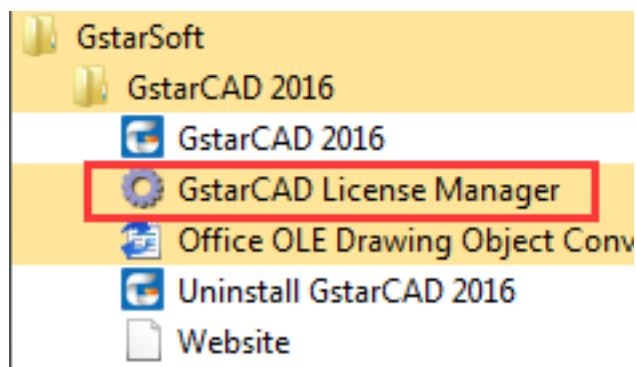 GstarSoft
GstarCAD 2016
GstarCAD 2016
GstarCAD License Manager
Office OLE Drawing Object Conv
Uninstall GstarCAD 2016
Website